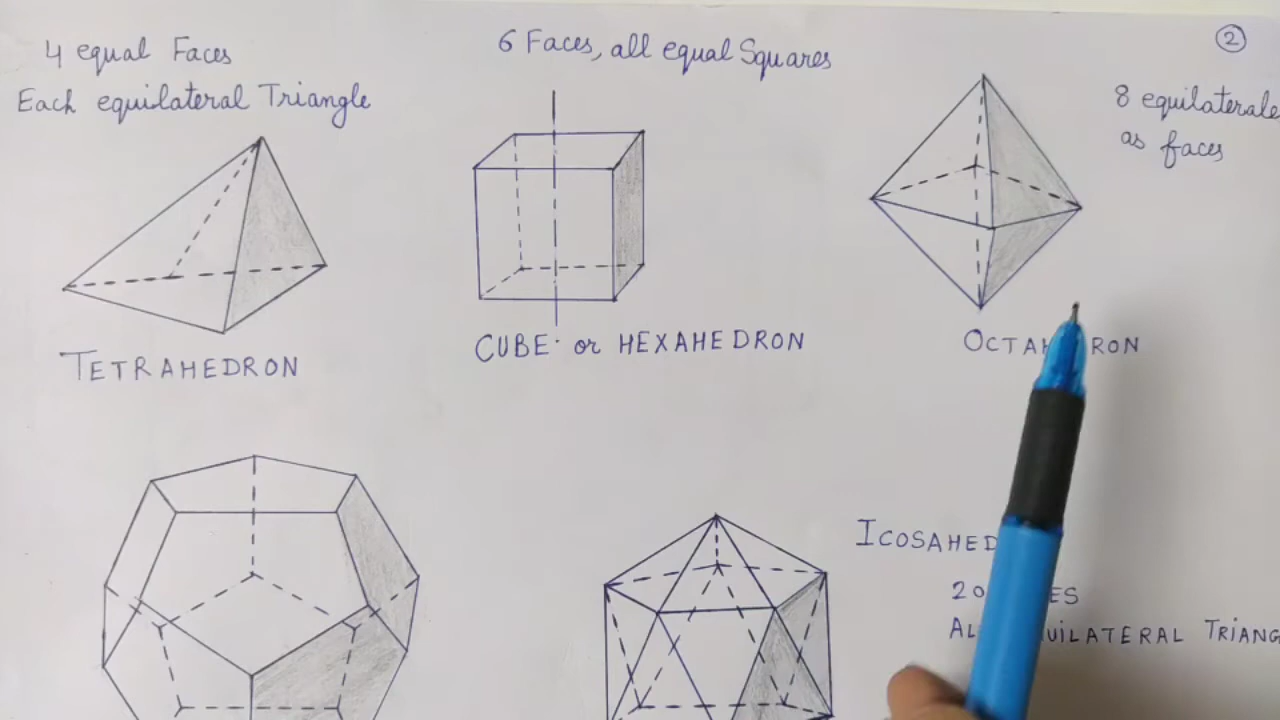 4 equal Faces
Each equilateral Triangle
6 Faces, all equal Squares
2
8 equilaterale
as faces
TETRAHEDRON
CUBE or HEXAHEDRON
OCTAH RON
ICOSAHED
20 ES
AL UILATERAL TRIANG